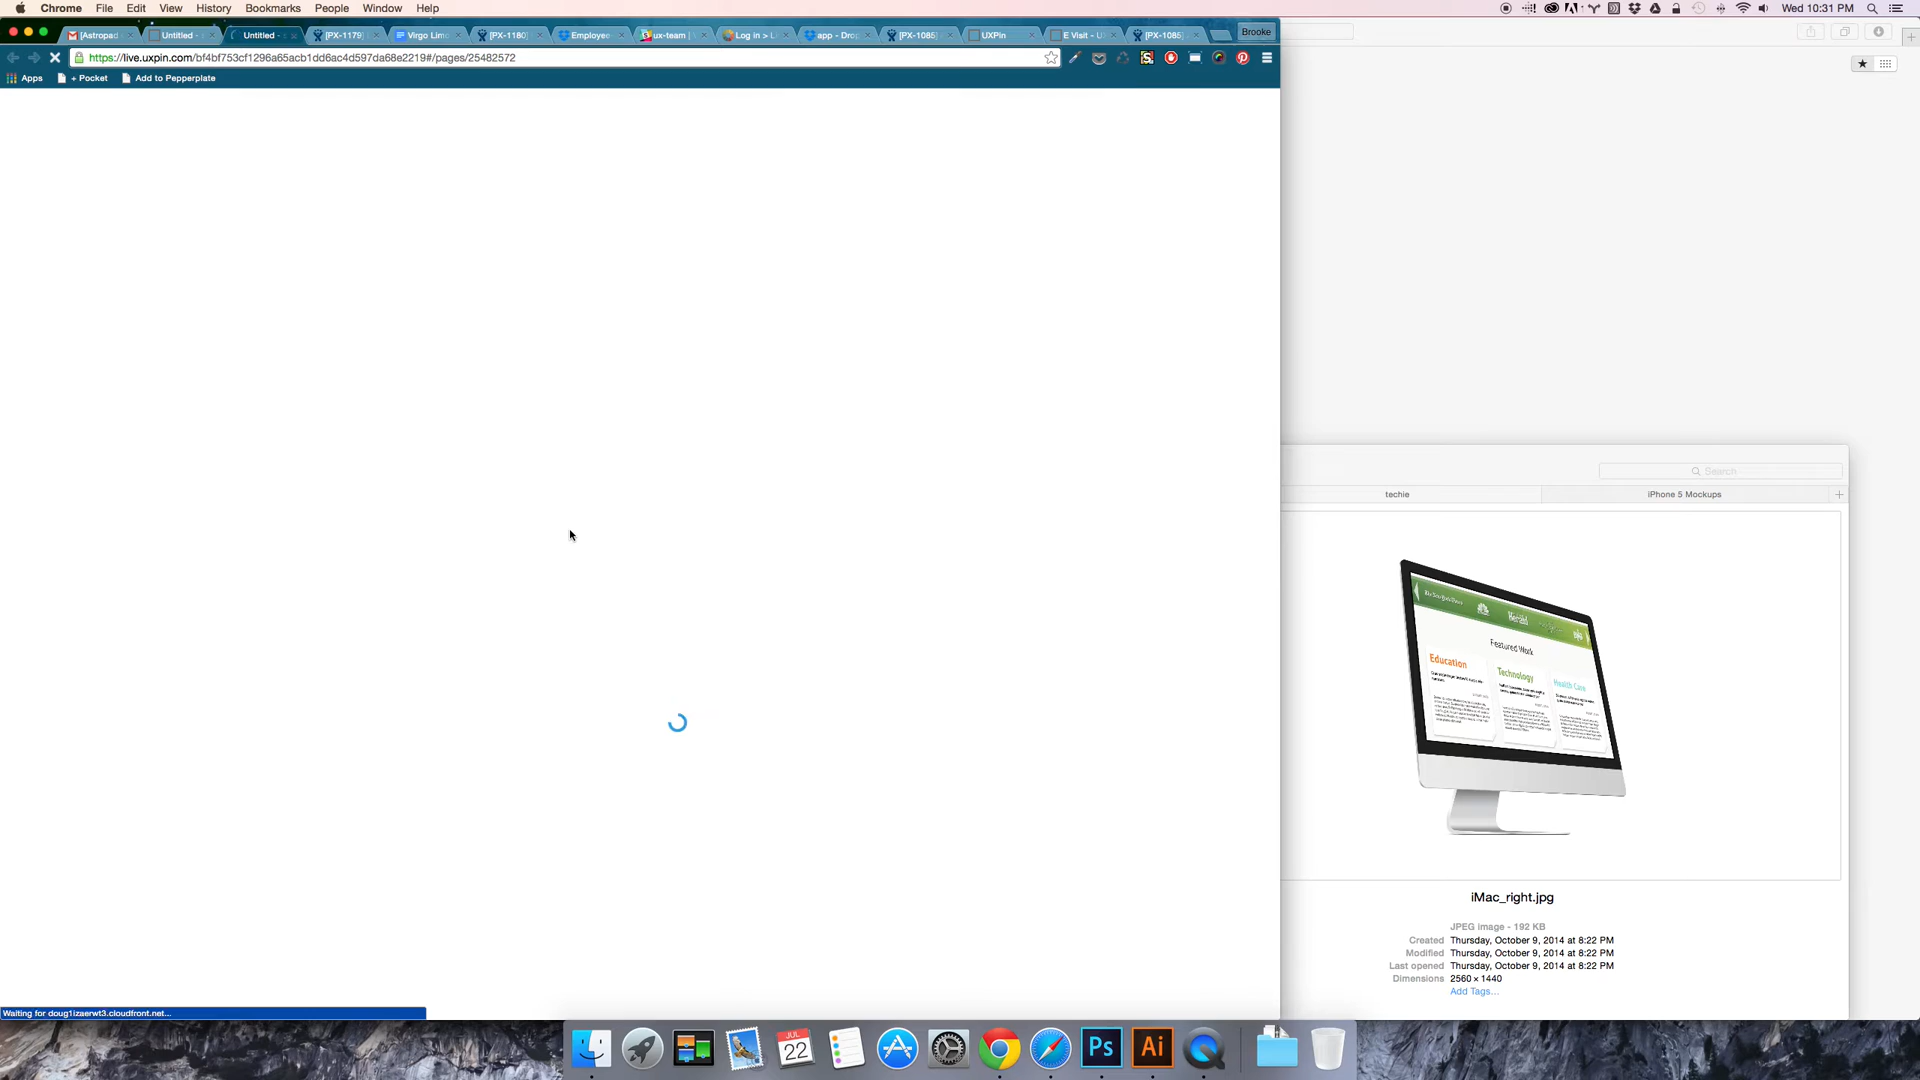 Chrome File Edit View History Bookmarks People Window Help Wed 10:31 PM
[Astropad Untitled - Untitled - [PX-1179] Virgo Limo [PX-1180] Employee ux-team | Log in > L app - Drop [PX-1085] UXPin E Visit - UX [PX-1085] Brooke
https://live.uxpin.com/bf4bf753cf1296a65acb1dd6ac4d597da68e2219#/pages/25482572
Apps + Pocket Add to Pepperplate
Search
techie iPhone 5 Mockups
Herald
Featured Work
Education
Technology
Health Care
iMac_right.jpg
JPEG image - 192 KB
Created Thursday, October 9, 2014 at 8:22 PM
Modified Thursday, October 9, 2014 at 8:22 PM
Last opened Thursday, October 9, 2014 at 8:22 PM
Dimensions 2560 × 1440
Add Tags...
Waiting for doug1izaerwt3.cloudfront.net...
JUL
22
Ps
Ai